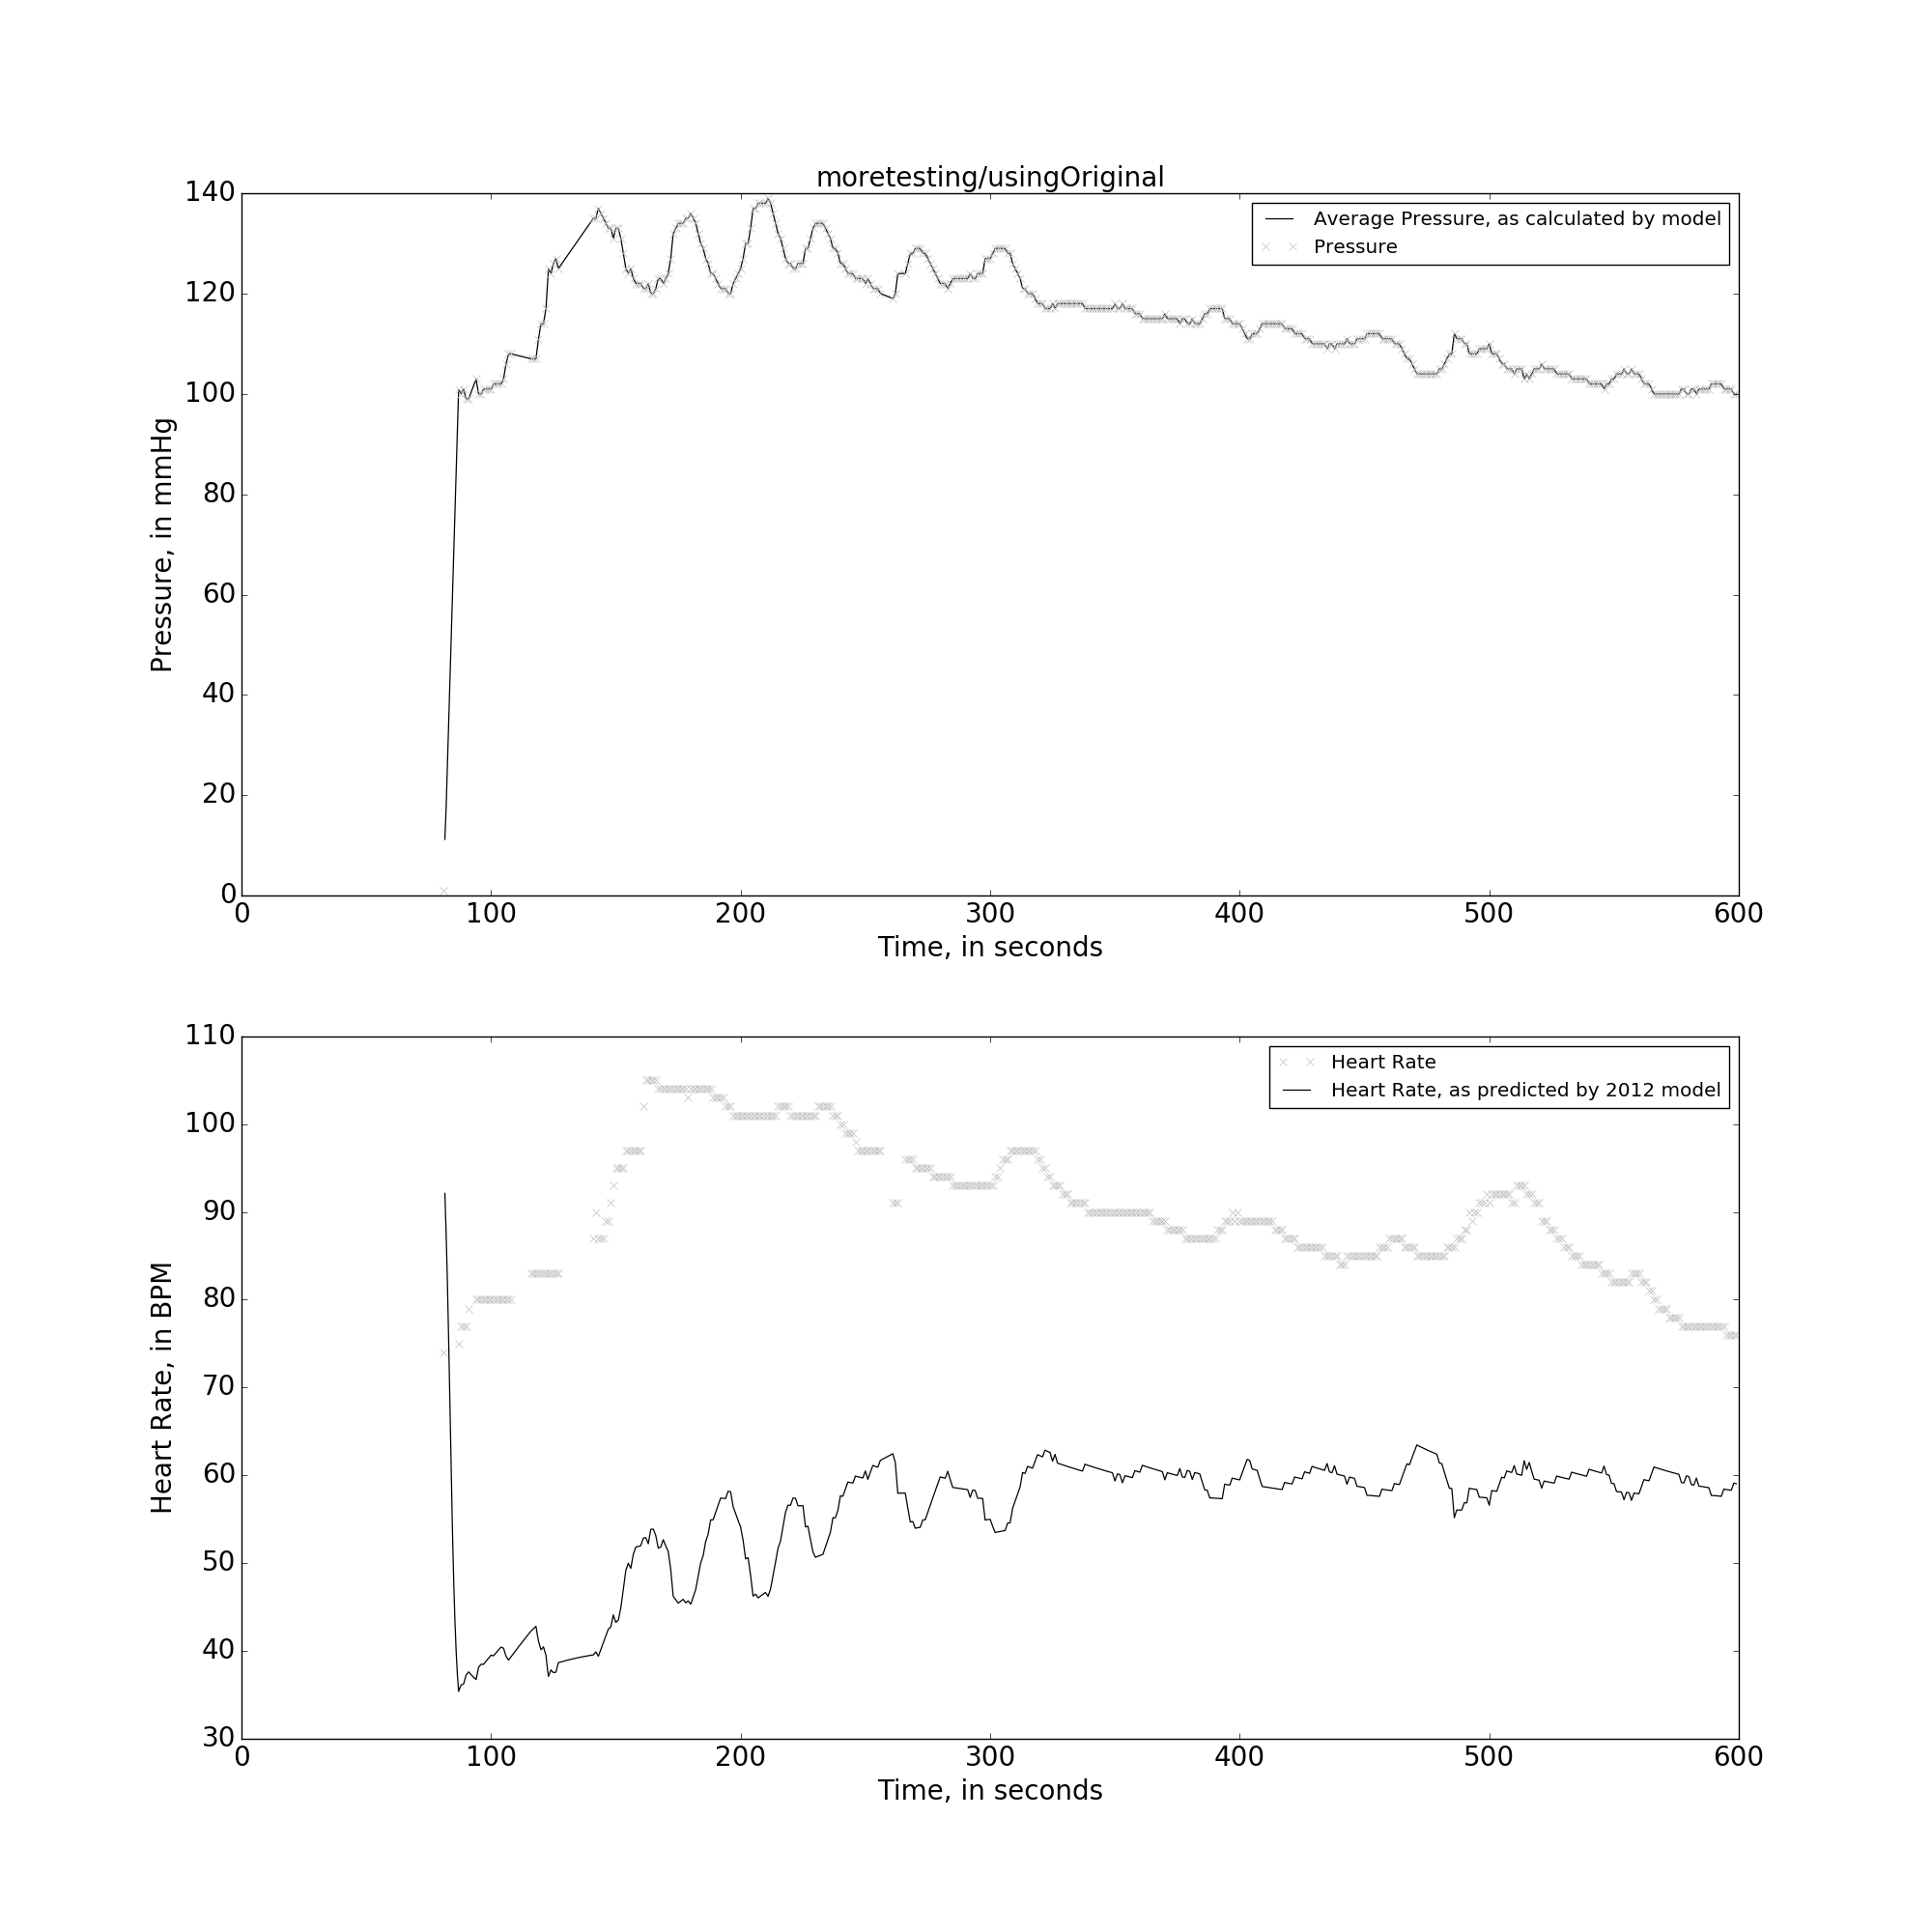 moretesting/usingOriginal
140
120
100
80
60
40
20
0
Pressure, in mmHg
Average Pressure, as calculated by model
Pressure
0 100 200 300 400 500 600
Time, in seconds
110
100
90
80
70
60
50
40
30
Heart Rate, in BPM
Heart Rate
Heart Rate, as predicted by 2012 model
0 100 200 300 400 500 600
Time, in seconds